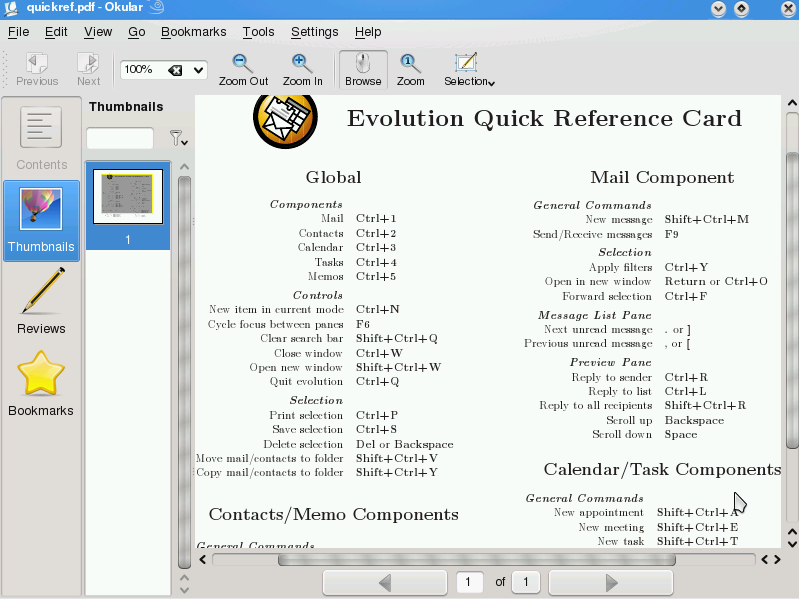 quickref.pdf - Okular
File Edit View Go Bookmarks Tools Settings Help
Previous Next 100% Zoom Out Zoom In Browse Zoom Selection
Contents
Thumbnails
Reviews
Bookmarks
Thumbnails
1
Evolution Quick Reference Card
Global
Components
Mail Ctrl+1
Contacts Ctrl+2
Calendar Ctrl+3
Tasks Ctrl+4
Memos Ctrl+5
Controls
New item in current mode Ctrl+N
Cycle focus between panes F6
Clear search bar Shift+Ctrl+Q
Close window Ctrl+W
Open new window Shift+Ctrl+W
Quit evolution Ctrl+Q
Selection
Print selection Ctrl+P
Save selection Ctrl+S
Delete selection Del or Backspace
Move mail/contacts to folder Shift+Ctrl+V
Copy mail/contacts to folder Shift+Ctrl+Y
Contacts/Memo Components
General Commands
Mail Component
General Commands
New message Shift+Ctrl+M
Send/Receive messages F9
Selection
Apply filters Ctrl+Y
Open in new window Return or Ctrl+O
Forward selection Ctrl+F
Message List Pane
Next unread message . or ]
Previous unread message , or [
Preview Pane
Reply to sender Ctrl+R
Reply to list Ctrl+L
Reply to all recipients Shift+Ctrl+R
Scroll up Backspace
Scroll down Space
Calendar/Task Components
General Commands
New appointment Shift+Ctrl+A
New meeting Shift+Ctrl+E
New task Shift+Ctrl+T
1 of 1